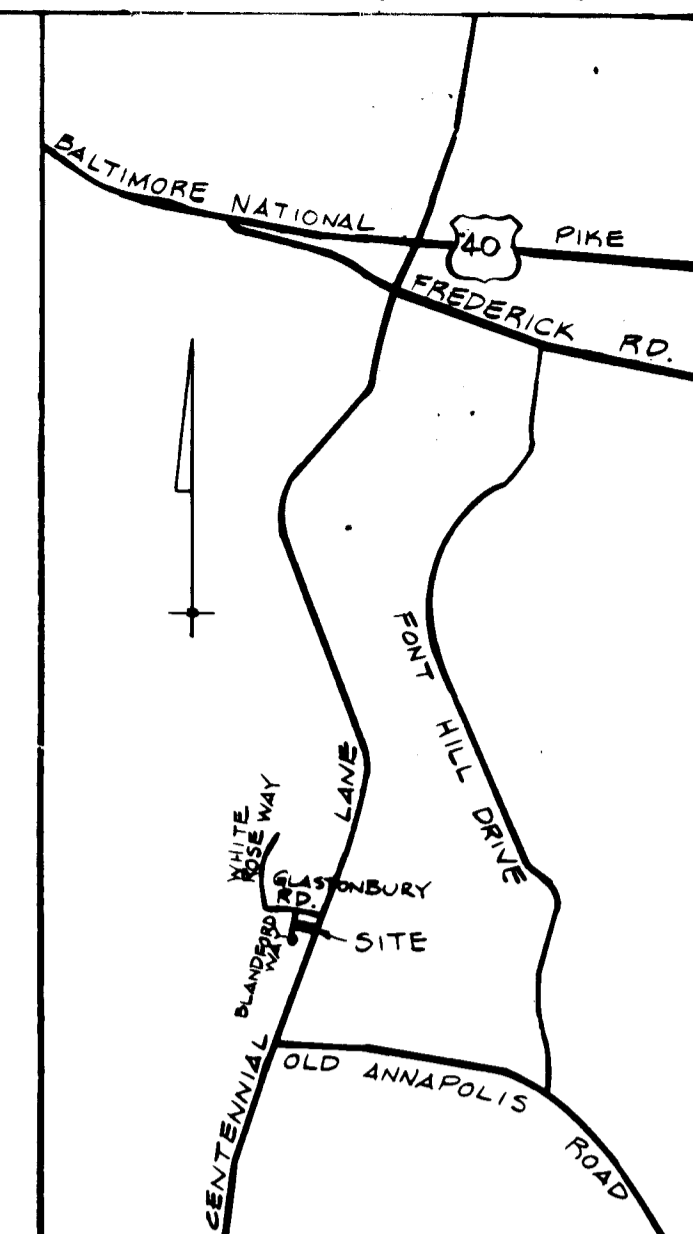 BALTIMORE NATIONAL PIKE
40
FREDERICK RD.
FONT HILL DRIVE
WHITE
ROSE WAY
GLASTONBURY
RD.
BLANDFORD
WAY
SITE
CENTENNIAL LANE
OLD ANNAPOLIS ROAD